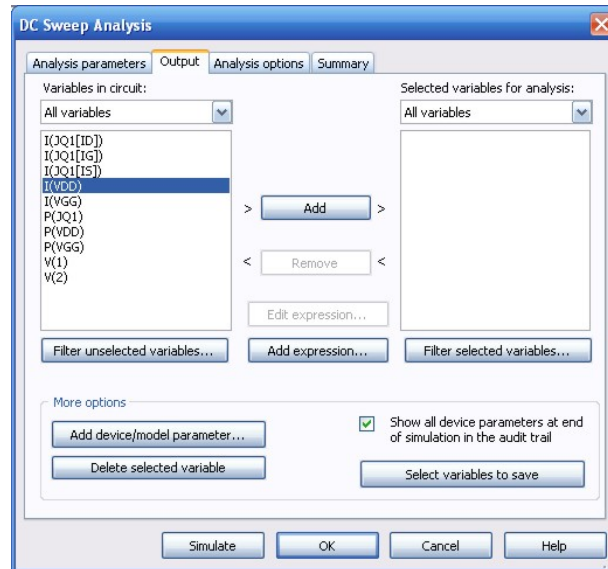 DC Sweep Analysis
Analysis parameters Output Analysis options Summary
Variables in circuit: Selected variables for analysis:
All variables All variables
I(JQ1[ID])
I(JQ1[IG])
I(JQ1[IS])
I(VDD)
I(VGG)
P(JQ1)
P(VDD)
P(VGG)
V(1)
V(2)
> Add >
< Remove <
Edit expression...
Filter unselected variables... Add expression... Filter selected variables...
More options
Add device/model parameter...
Delete selected variable
Show all device parameters at end
of simulation in the audit trail
Select variables to save
Simulate OK Cancel Help